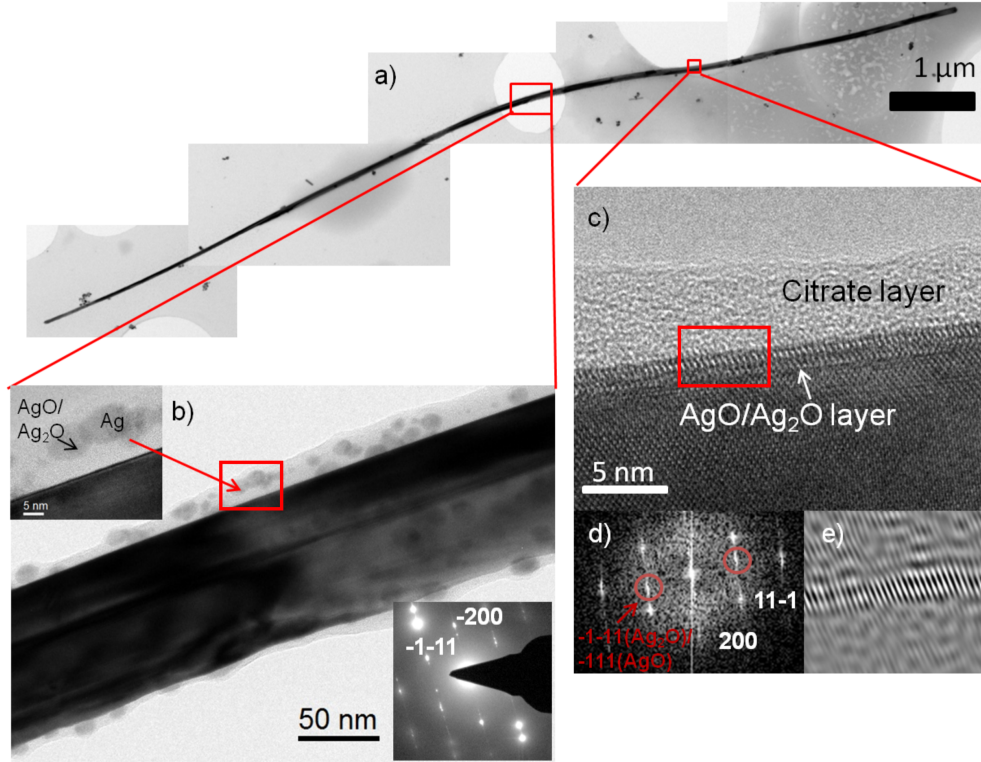 a)
1 µm
c)
Citrate layer
AgO/Ag₂O layer
5 nm
AgO/
Ag₂O
Ag
5 nm
b)
-200
-1-11
50 nm
d)
11-1
200
-1-11(Ag₂O)/
-111(AgO)
e)